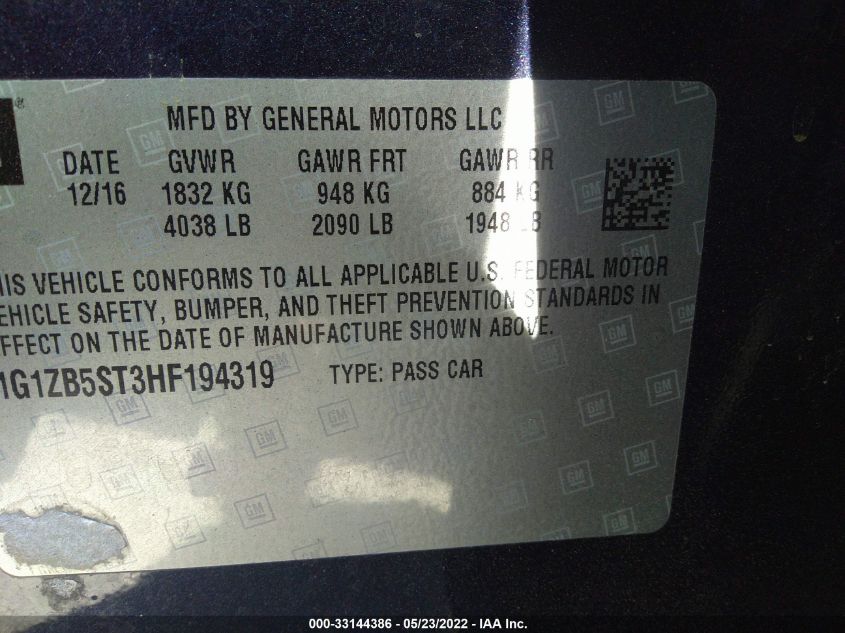 MFD BY GENERAL MOTORS LLC
DATE GVWR GAWR FRT GAWR RR
12/16 1832 KG 948 KG 884 KG
4038 LB 2090 LB 1948 LB
HIS VEHICLE CONFORMS TO ALL APPLICABLE U.S. FEDERAL MOTOR
EHICLE SAFETY, BUMPER, AND THEFT PREVENTION STANDARDS IN
FFECT ON THE DATE OF MANUFACTURE SHOWN ABOVE.
1G1ZB5ST3HF194319 TYPE: PASS CAR
000-33144386 - 05/23/2022 - IAA Inc.